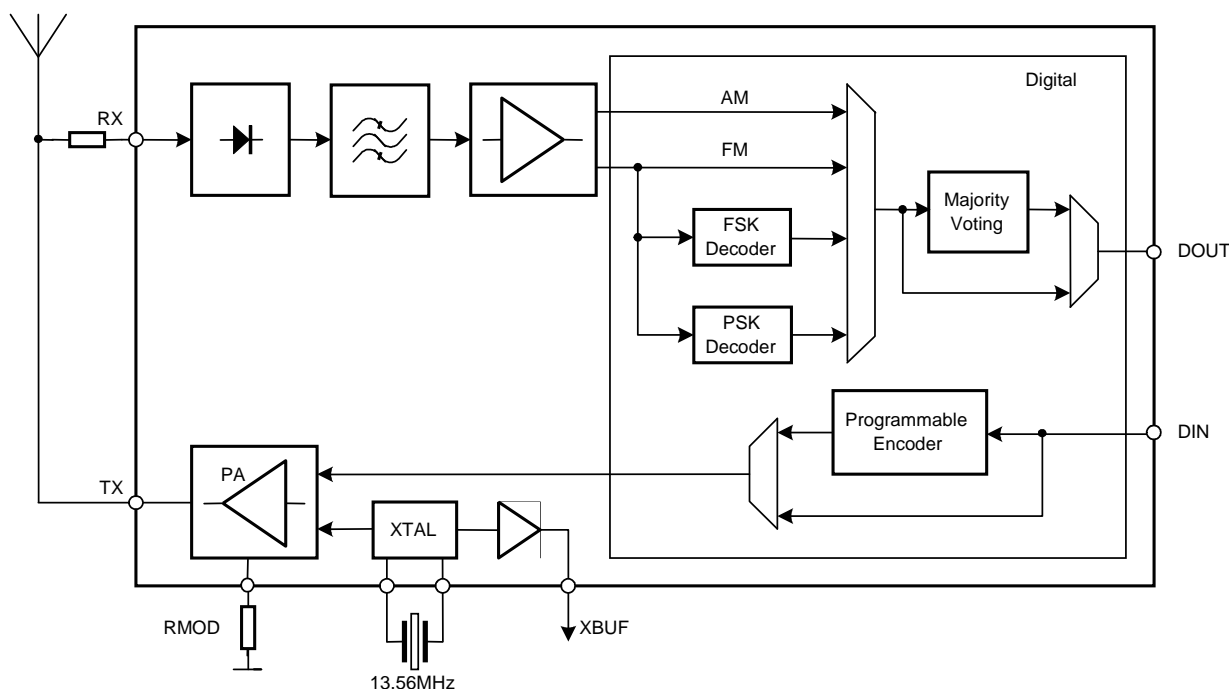 Digital
AM
RX
FM
Majority
Voting
FSK
Decoder
DOUT
PSK
Decoder
Programmable
Encoder
DIN
PA
TX
XTAL
RMOD
XBUF
13.56MHz